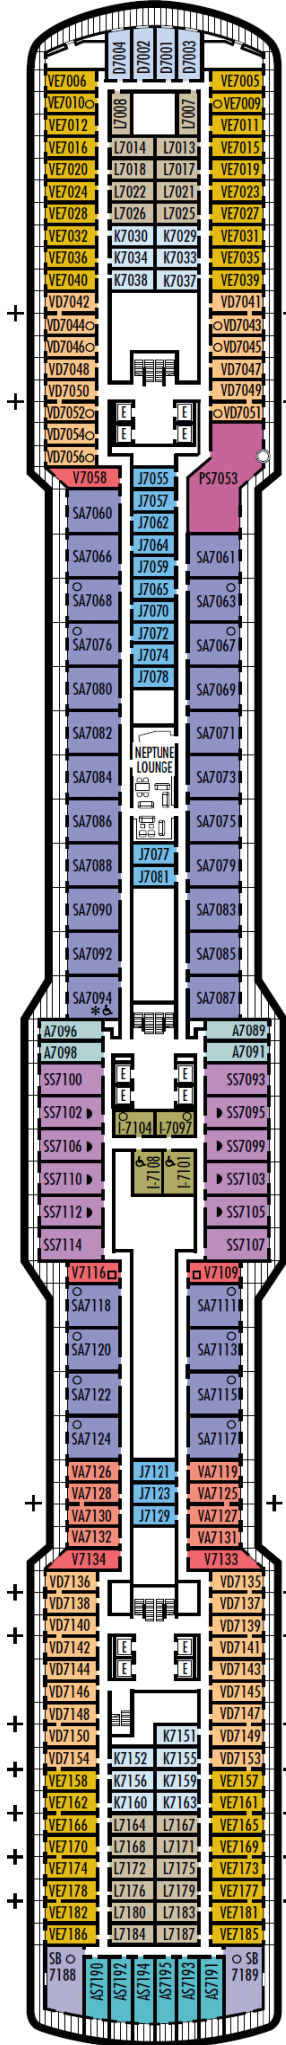 D7004 D7002 D7001 D7003
VE7006 VE7005
VE7010 L7008 L7007 VE7009
VE7012 VE7011
VE7016 L7014 L7013 VE7015
VE7020 L7018 L7017 VE7019
VE7024 L7022 L7021 VE7023
VE7028 L7026 L7025 VE7027
VE7032 K7030 K7029 VE7031
VE7036 K7034 K7033 VE7035
VE7040 K7038 K7037 VE7039
VD7042 VD7041
VD7044 VD7043
VD7046 VD7045
VD7048 VD7047
VD7050 VD7049
VD7052 E E VD7051
VD7054 E E
VD7056
V7058 J7055 PS7053
SA7060 J7057
J7062
SA7066 J7064 SA7061
J7059
SA7068 J7065 SA7063
J7070
SA7076 J7072 SA7067
J7074
SA7080 J7078 SA7069
SA7082 SA7071
NEPTUNE
LOUNGE
SA7084 SA7073
SA7086 SA7075
SA7088 J7077 SA7079
J7081
SA7090 SA7083
SA7092 SA7085
SA7094 SA7087
*
A7096 A7089
A7098 A7091
SS7100 E E SS7093
E E
SS7102 I-7104 I-7097 SS7095
SS7106 SS7099
SS7110 I-7108 I-7101 SS7103
SS7112 SS7105
SS7114 SS7107
V7116 V7109
SA7118 SA7111
SA7120 SA7113
SA7122 SA7115
SA7124 SA7117
VA7126 J7121 VA7119
VA7128 J7123 VA7125
VA7130 J7129 VA7127
VA7132 VA7131
V7134 V7133
VD7136 VD7135
VD7138 VD7137
VD7140 VD7139
VD7142 E E VD7141
VD7144 E E VD7143
VD7146 VD7145
VD7148 VD7147
VD7150 K7151 VD7149
VD7154 K7152 K7155 VD7153
VE7158 K7156 K7159 VE7157
VE7162 K7160 K7163 VE7161
VE7166 L7164 L7167 VE7165
VE7170 L7168 L7171 VE7169
VE7174 L7172 L7175 VE7173
VE7178 L7176 L7179 VE7177
VE7182 L7180 L7183 VE7181
VE7186 L7184 L7187 VE7185
SB
7188 AS7190 AS7192 AS7194 AS7195 AS7193 AS7191 SB
7189